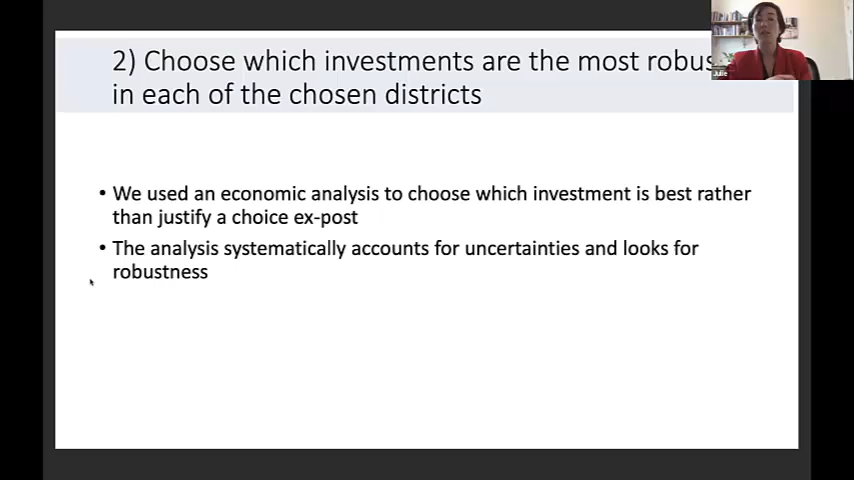 2) Choose which investments are the most robus
in each of the chosen districts
• We used an economic analysis to choose which investment is best rather
than justify a choice ex-post
• The analysis systematically accounts for uncertainties and looks for
robustness
Julie